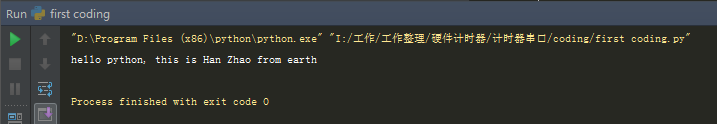 Run first coding
"D:\Program Files (x86)\python\python.exe" "I:/工作/工作整理/硬件计时器/计时器串口/coding/first coding.py"
hello python, this is Han Zhao from earth
Process finished with exit code 0